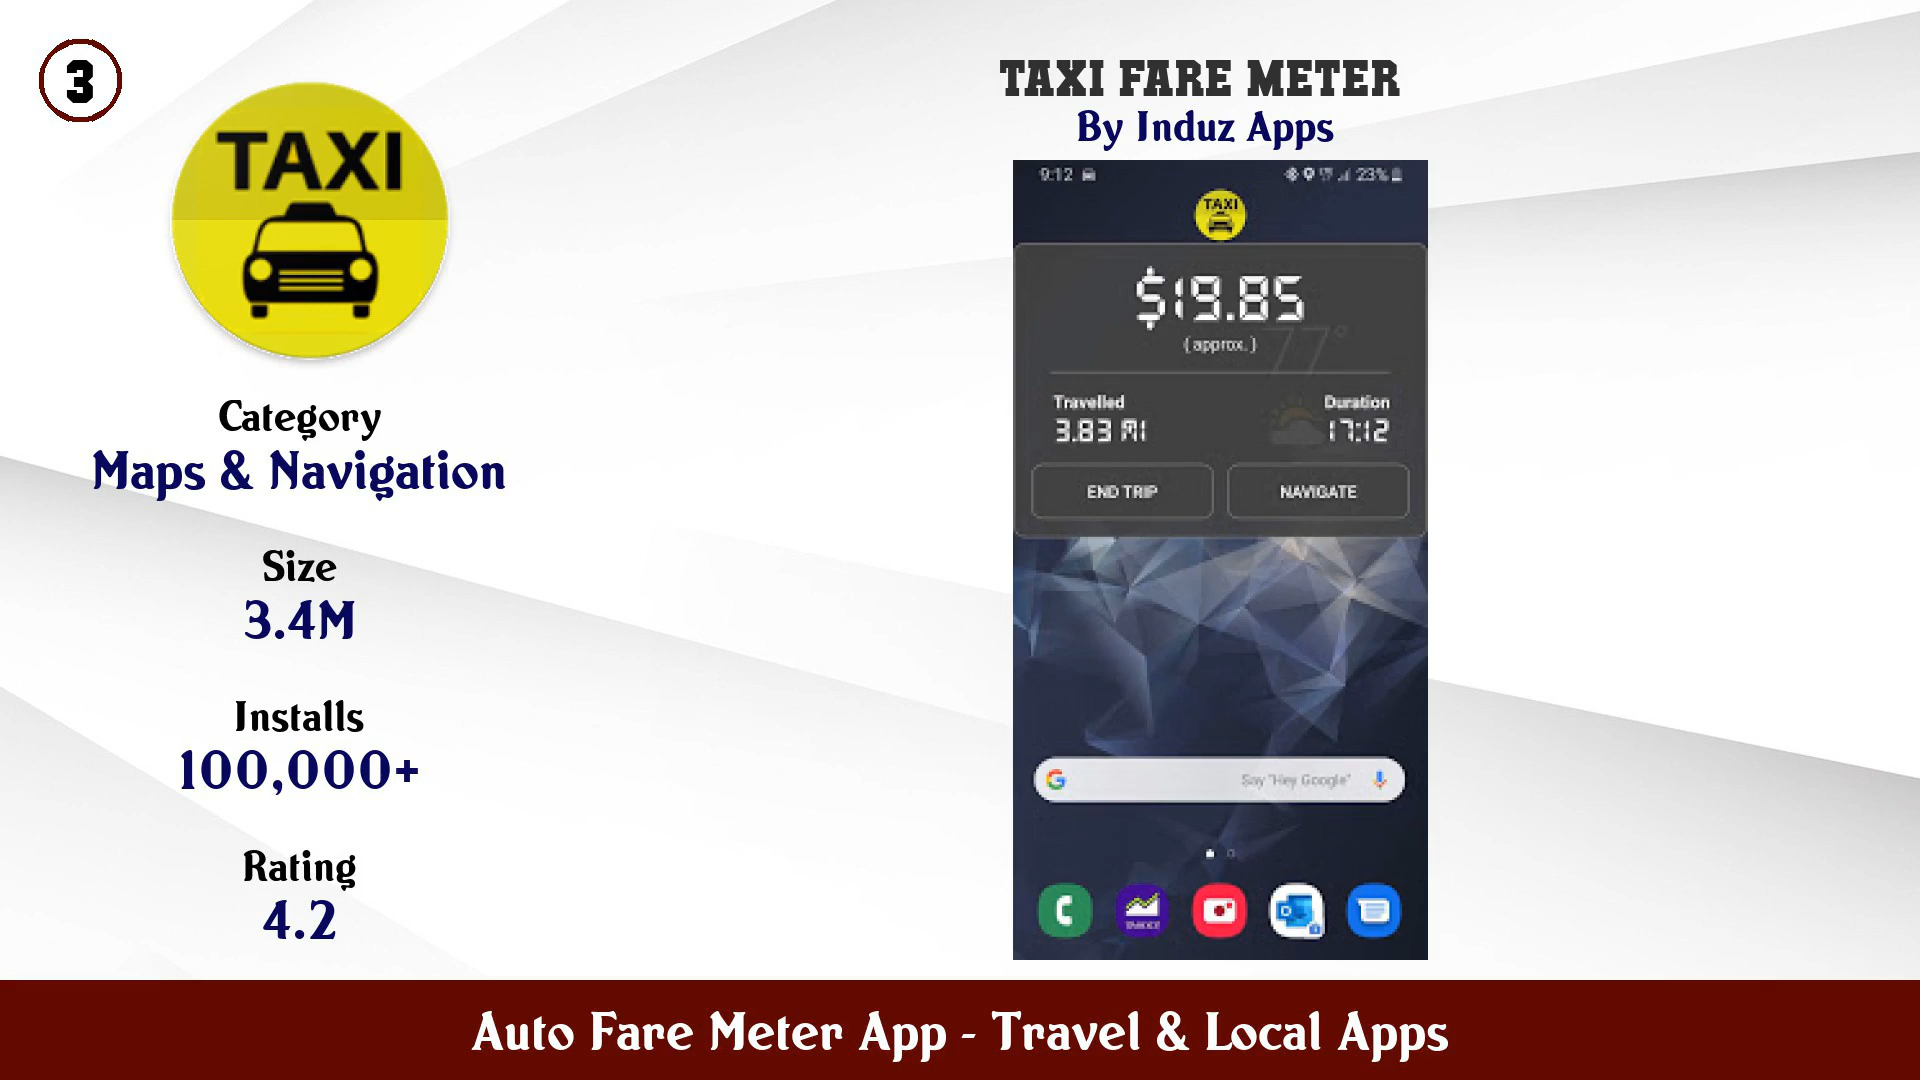 3
TAXI
Category
Maps & Navigation
Size
3.4M
Installs
100,000+
Rating
4.2
TAXI FARE METER
By Induz Apps
9:12
23%
TAXI
$19.85
( approx. )
77°
Travelled
Duration
3.83 MI
17:12
END TRIP
NAVIGATE
Say "Hey Google"
Auto Fare Meter App - Travel & Local Apps